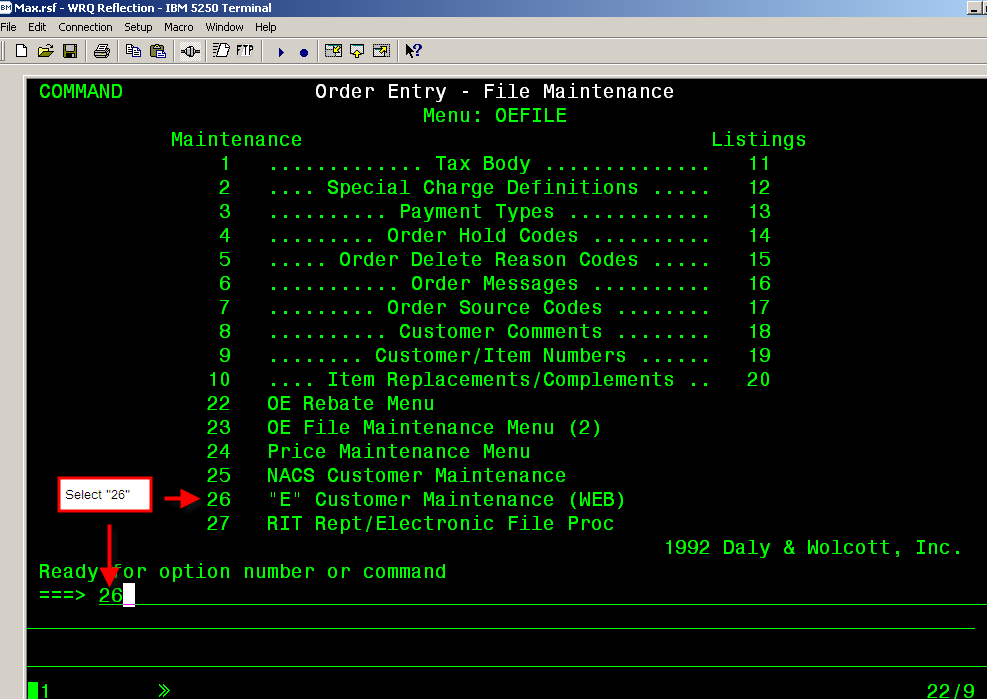 Max.rsf - WRQ Reflection - IBM 5250 Terminal
File Edit Connection Setup Macro Window Help
FTP
COMMAND Order Entry - File Maintenance
Menu: OEFILE
Maintenance Listings
1 ............. Tax Body .............. 11
2 .... Special Charge Definitions ..... 12
3 .......... Payment Types ............ 13
4 ......... Order Hold Codes .......... 14
5 ..... Order Delete Reason Codes ..... 15
6 ........... Order Messages .......... 16
7 ......... Order Source Codes ........ 17
8 .......... Customer Comments ........ 18
9 ........ Customer/Item Numbers ...... 19
10 .... Item Replacements/Complements .. 20
22 OE Rebate Menu
23 OE File Maintenance Menu (2)
24 Price Maintenance Menu
25 NACS Customer Maintenance
Select "26"
26 "E" Customer Maintenance (WEB)
27 RIT Rept/Electronic File Proc
1992 Daly & Wolcott, Inc.
Ready for option number or command
===> 26
1 » 22/9